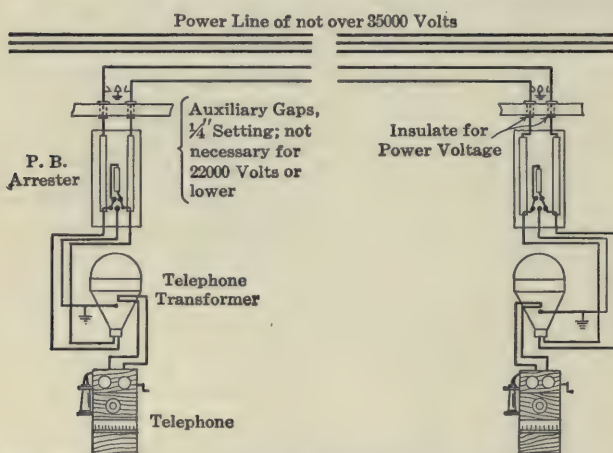 Power Line of not over 35000 Volts
Auxiliary Gaps,
¼" Setting; not
necessary for
22000 Volts or
lower
Insulate for
Power Voltage
P. B.
Arrester
Telephone
Transformer
Telephone